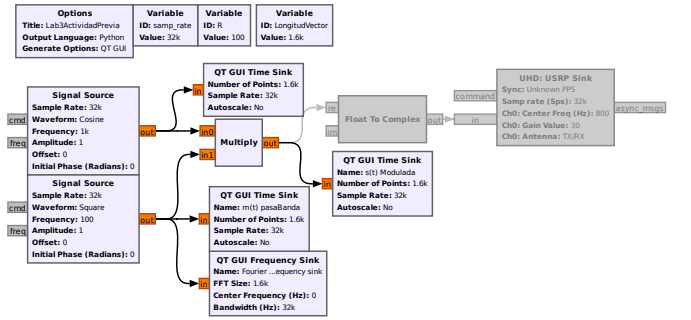 Options
Title: Lab3ActividadPrevia
Output Language: Python
Generate Options: QT GUI
Variable
ID: samp_rate
Value: 32k
Variable
ID: R
Value: 100
Variable
ID: LongitudVector
Value: 1.6k
Signal Source
Sample Rate: 32k
Waveform: Cosine
Frequency: 1k
Amplitude: 1
Offset: 0
Initial Phase (Radians): 0
cmd
freq
out
QT GUI Time Sink
Number of Points: 1.6k
Sample Rate: 32k
Autoscale: No
in
Multiply
in0
in1
out
Float To Complex
re
im
out
UHD: USRP Sink
Sync: Unknown PPS
Samp rate (Sps): 32k
Ch0: Center Freq (Hz): 800
Ch0: Gain Value: 30
Ch0: Antenna: TX/RX
command
in
async_msgs
QT GUI Time Sink
Name: s(t) Modulada
Number of Points: 1.6k
Sample Rate: 32k
Autoscale: No
in
Signal Source
Sample Rate: 32k
Waveform: Square
Frequency: 100
Amplitude: 1
Offset: 0
Initial Phase (Radians): 0
cmd
freq
out
QT GUI Time Sink
Name: m(t) pasaBanda
Number of Points: 1.6k
Sample Rate: 32k
Autoscale: No
in
QT GUI Frequency Sink
Name: Fourier ...equency sink
FFT Size: 1.6k
Center Frequency (Hz): 0
Bandwidth (Hz): 32k
in